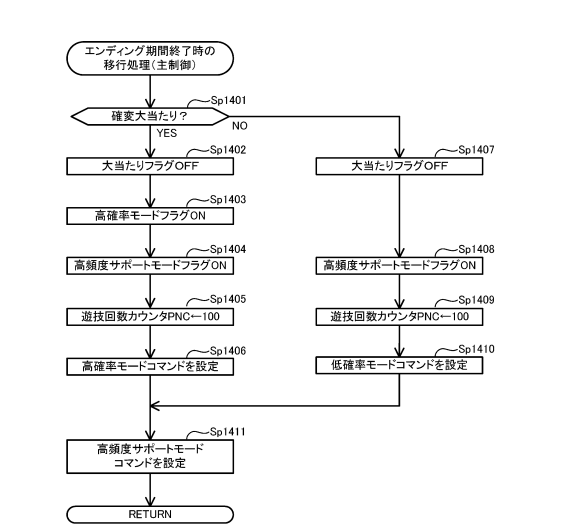 エンディング期間終了時の
移行処理(主制御)
Sp1401
確変大当たり？
YES
NO
Sp1402
大当たりフラグOFF
Sp1403
高確率モードフラグON
Sp1404
高頻度サポートモードフラグON
Sp1405
遊技回数カウンタPNC←100
Sp1406
高確率モードコマンドを設定
Sp1407
大当たりフラグOFF
Sp1408
高頻度サポートモードフラグON
Sp1409
遊技回数カウンタPNC←100
Sp1410
低確率モードコマンドを設定
Sp1411
高頻度サポートモード
コマンドを設定
RETURN